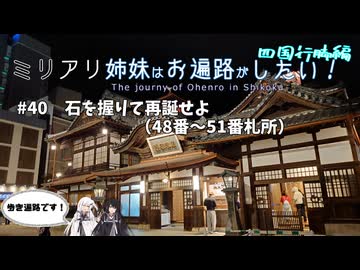 四国行脚編
ミリアリ姉妹はお遍路がしたい!
The journy of Ohenro in Shikoku
#40 石を握りて再誕せよ
(48番~51番札所)
歩き遍路です!